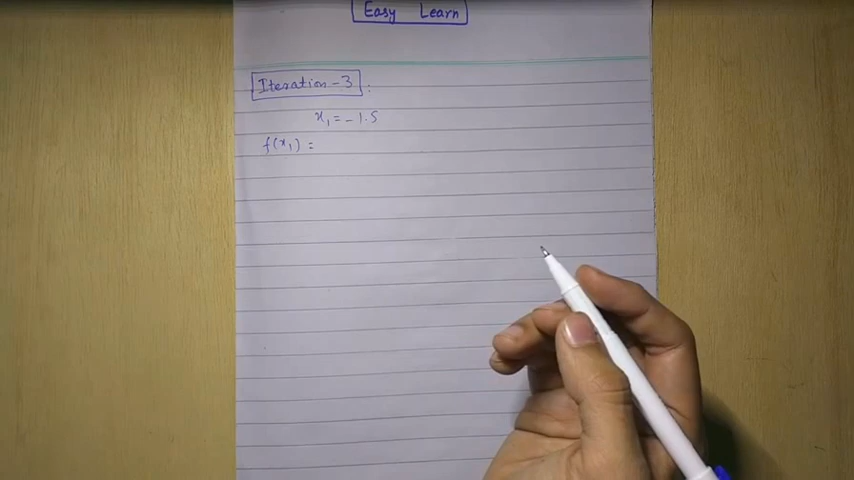 Easy Learn
Iteration-3 :
x₁ = -1.5
f(x₁) =